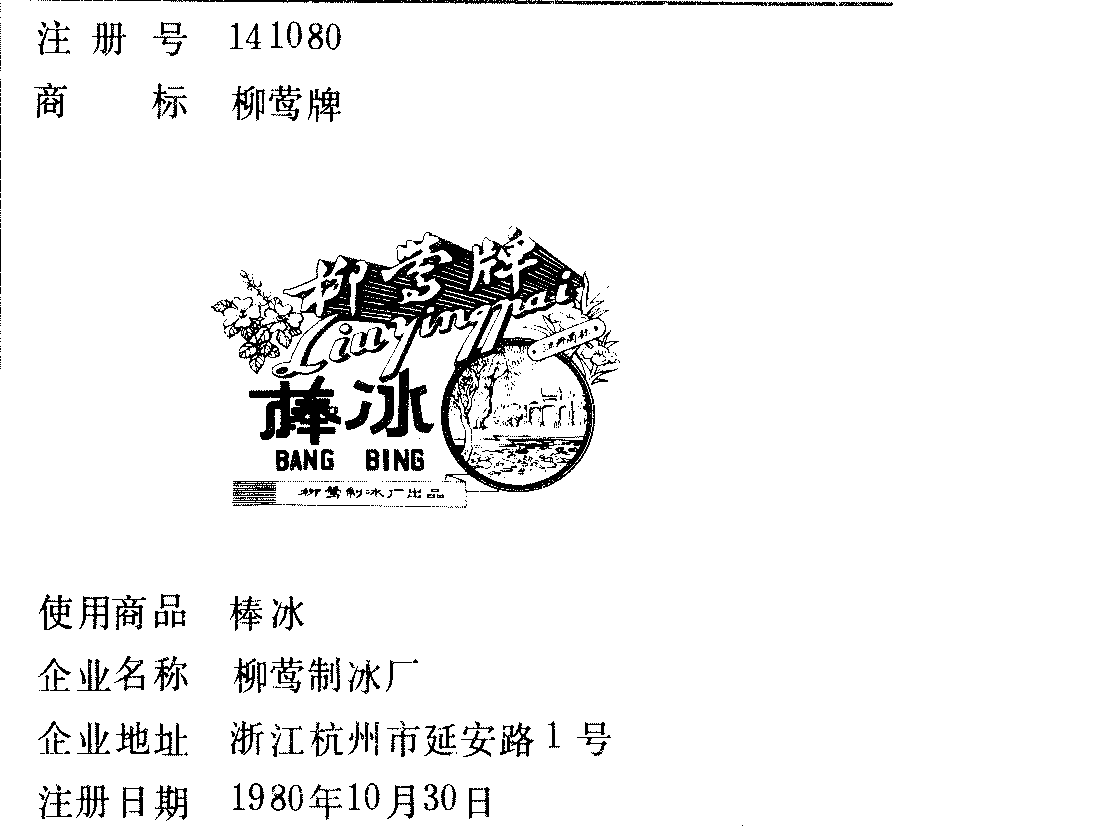 注册号 141080
商标 柳莺牌
柳莺牌
Liuyingpai
棒冰
BANG BING
柳莺制冰厂出品
使用商品 棒冰
企业名称 柳莺制冰厂
企业地址 浙江杭州市延安路1号
注册日期 1980年10月30日